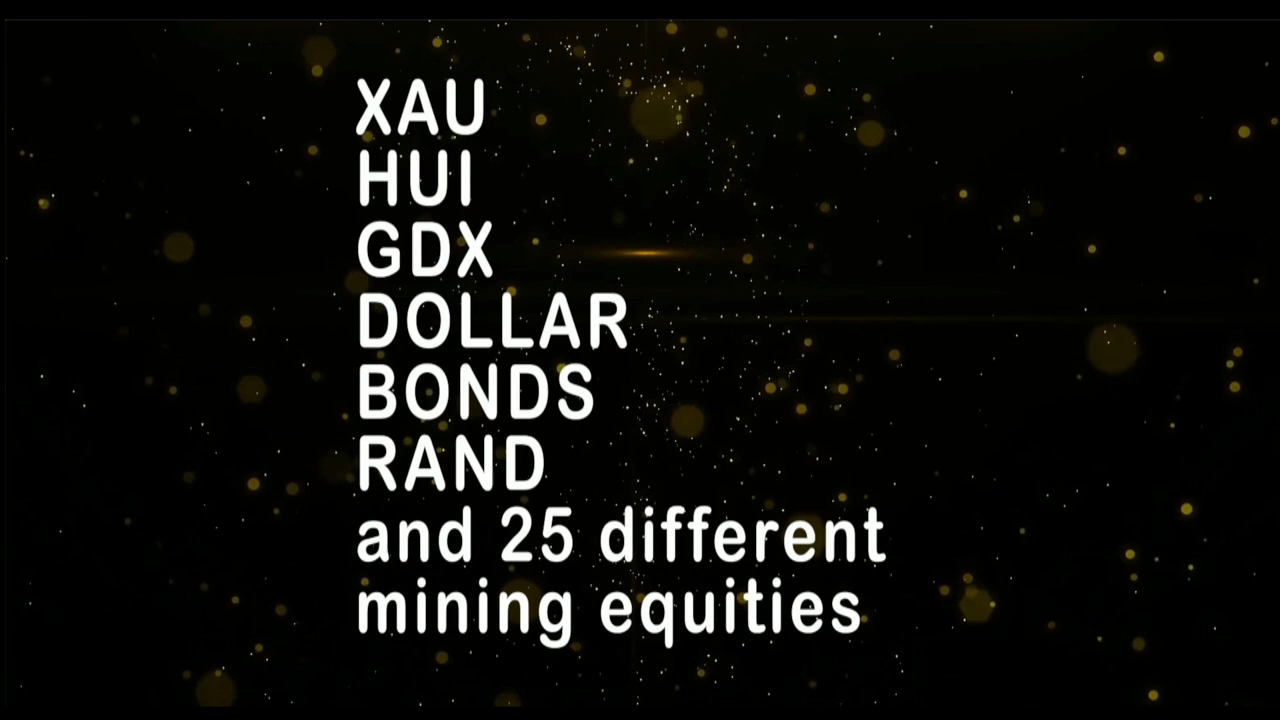 XAU
HUI
GDX
DOLLAR
BONDS
RAND
and 25 different
mining equities